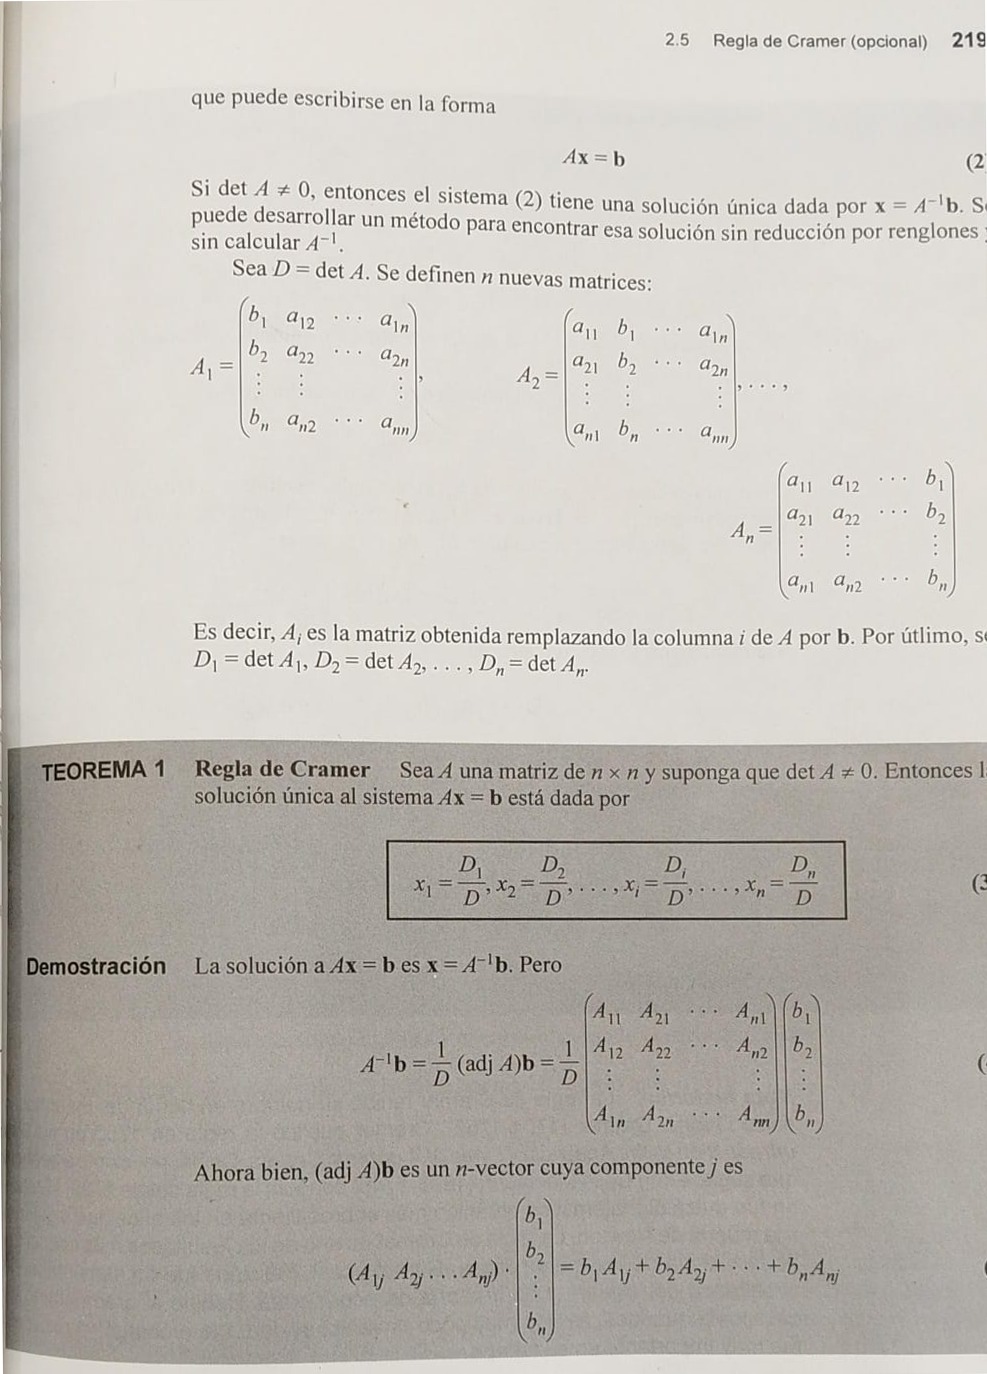 2.5 Regla de Cramer (opcional) 219
que puede escribirse en la forma
Ax = b (2
Si det A ≠ 0, entonces el sistema (2) tiene una solución única dada por x = A⁻¹b. S
puede desarrollar un método para encontrar esa solución sin reducción por renglones
sin calcular A⁻¹.
Sea D = det A. Se definen n nuevas matrices:
A₁ = (b₁ a₁₂ ··· a₁ₙ
b₂ a₂₂ ··· a₂ₙ
⋮ ⋮ ⋮
bₙ aₙ₂ ··· aₙₙ),
A₂ = (a₁₁ b₁ ··· a₁ₙ
a₂₁ b₂ ··· a₂ₙ
⋮ ⋮ ⋮
aₙ₁ bₙ ··· aₙₙ), . . . ,
Aₙ = (a₁₁ a₁₂ ··· b₁
a₂₁ a₂₂ ··· b₂
⋮ ⋮ ⋮
aₙ₁ aₙ₂ ··· bₙ)
Es decir, Aᵢ es la matriz obtenida remplazando la columna i de A por b. Por útlimo, s
D₁ = det A₁, D₂ = det A₂, . . . , Dₙ = det Aₙ.
TEOREMA 1 Regla de Cramer Sea A una matriz de n × n y suponga que det A ≠ 0. Entonces l
solución única al sistema Ax = b está dada por
x₁ = D₁/D, x₂ = D₂/D, . . . , xᵢ = Dᵢ/D, . . . , xₙ = Dₙ/D (3
Demostración La solución a Ax = b es x = A⁻¹b. Pero
A⁻¹b = 1/D (adj A)b = 1/D (A₁₁ A₂₁ ··· Aₙ₁
A₁₂ A₂₂ ··· Aₙ₂
⋮ ⋮ ⋮
A₁ₙ A₂ₙ ··· Aₙₙ) (b₁
b₂
⋮
bₙ) (
Ahora bien, (adj A)b es un n-vector cuya componente j es
(A₁ⱼ A₂ⱼ . . . Aₙⱼ) · (b₁
b₂
⋮
bₙ) = b₁A₁ⱼ + b₂A₂ⱼ + · · · + bₙAₙⱼ (